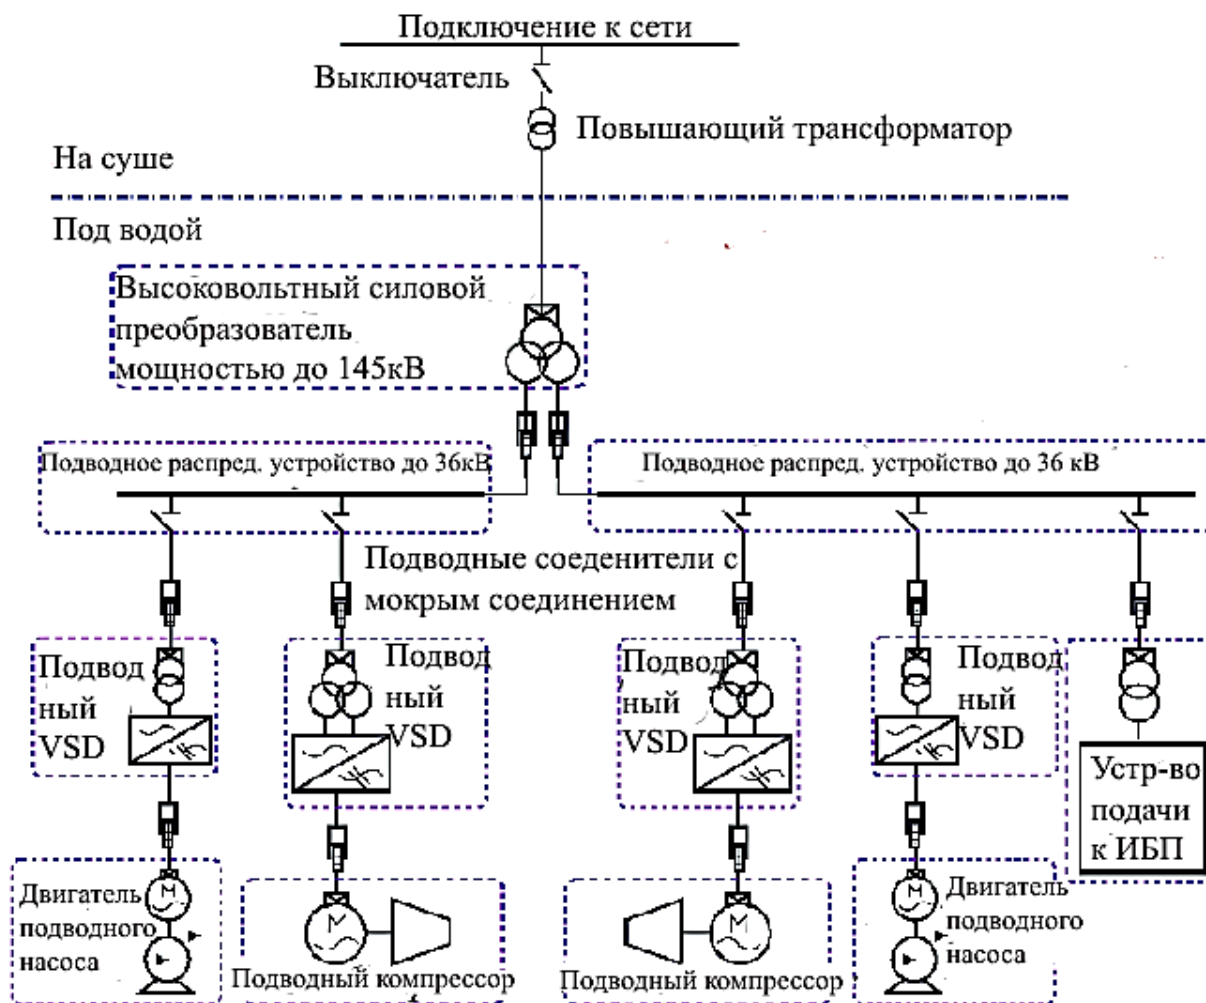 Подключение к сети
Выключатель
Повышающий трансформатор
На суше
Под водой
Высоковольтный силовой
преобразователь
мощностью до 145кВ
Подводное распред. устройство до 36кВ
Подводное распред. устройство до 36 кВ
Подводные соеденители с
мокрым соединением
Подвод
ный
VSD
Подвод
ный
VSD
Подвод
ный
VSD
Подвод
ный
VSD
Устр-во
подачи
к ИБП
Двигатель
подводного
насоса
M
M
Подводный компрессор
M
Подводный компрессор
M
Двигатель
подводного
насоса